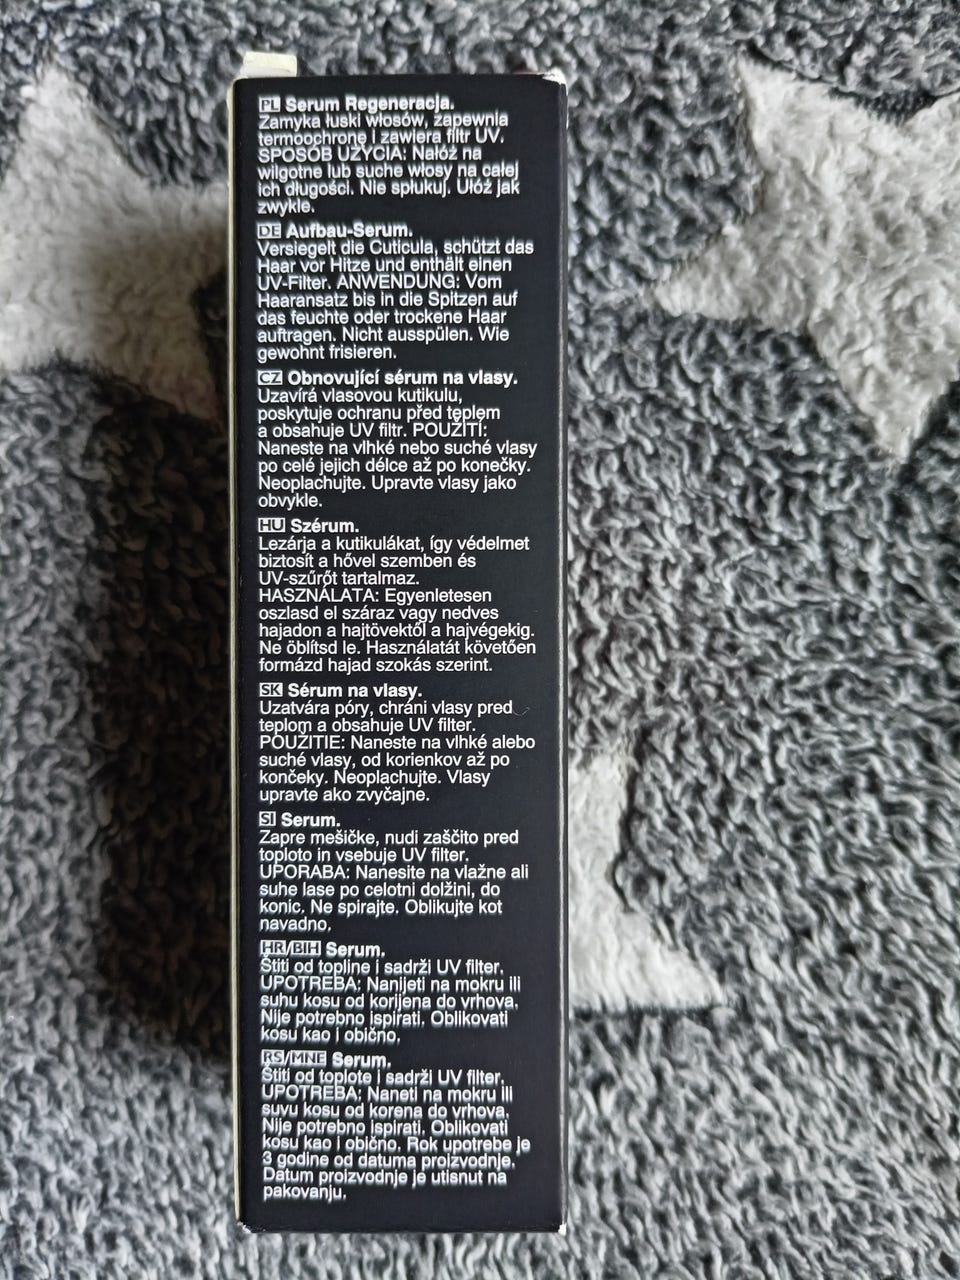 PL Serum Regeneracja.
Zamyka łuski włosów, zapewnia
termoochronę i zawiera filtr UV.
SPOSÓB UŻYCIA: Nałóż na
wilgotne lub suche włosy na całej
ich długości. Nie spłukuj. Ułóż jak
zwykle.
DE Aufbau-Serum.
Versiegelt die Cuticula, schützt das
Haar vor Hitze und enthält einen
UV-Filter. ANWENDUNG: Vom
Haaransatz bis in die Spitzen auf
das feuchte oder trockene Haar
auftragen. Nicht ausspülen. Wie
gewohnt frisieren.
CZ Obnovující sérum na vlasy.
Uzavírá vlasovou kutikulu,
poskytuje ochranu před teplem
a obsahuje UV filtr. POUŽITÍ:
Naneste na vlhké nebo suché vlasy
po celé jejich délce až po konečky.
Neoplachujte. Upravte vlasy jako
obvykle.
HU Szérum.
Lezárja a kutikulákat, így védelmet
biztosít a hővel szemben és
UV-szűrőt tartalmaz.
HASZNÁLATA: Egyenletesen
oszlasd el száraz vagy nedves
hajadon a hajtövektől a hajvégekig.
Ne öblítsd le. Használatát követően
formázd hajad szokás szerint.
SK Sérum na vlasy.
Uzatvára póry, chráni vlasy pred
teplom a obsahuje UV filter.
POUŽITIE: Naneste na vlhké alebo
suché vlasy, od korienkov až po
končeky. Neoplachujte. Vlasy
upravte ako zvyčajne.
SI Serum.
Zapre mešičke, nudi zaščito pred
toploto in vsebuje UV filter.
UPORABA: Nanesite na vlažne ali
suhe lase po celotni dolžini, do
konic. Ne spirajte. Oblikujte kot
navadno.
HR/BIH Serum.
Štiti od topline i sadrži UV filter.
UPOTREBA: Nanijeti na mokru ili
suhu kosu od korijena do vrhova.
Nije potrebno ispirati. Oblikovati
kosu kao i obično.
RS/MNE Serum.
Štiti od toplote i sadrži UV filter.
UPOTREBA: Naneti na mokru ili
suvu kosu od korena do vrhova.
Nije potrebno ispirati. Oblikovati
kosu kao i obično. Rok upotrebe je
3 godine od datuma proizvodnje.
Datum proizvodnje je utisnut na
pakovanju.